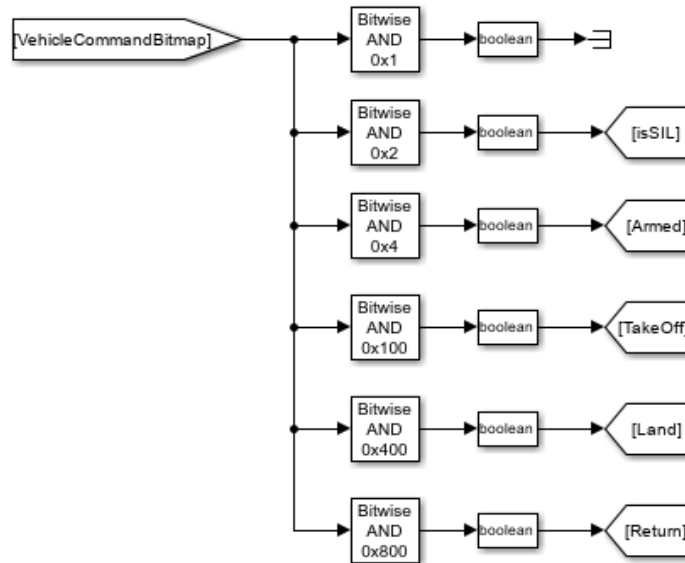 [VehicleCommandBitmap]
Bitwise
AND
0x1
boolean
Bitwise
AND
0x2
boolean
[isSIL]
Bitwise
AND
0x4
boolean
[Armed]
Bitwise
AND
0x100
boolean
[TakeOff]
Bitwise
AND
0x400
boolean
[Land]
Bitwise
AND
0x800
boolean
[Return]